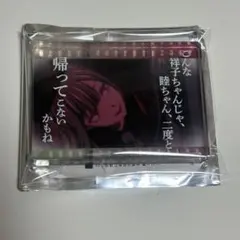 そんな
祥子ちゃんじゃ、
睦ちゃん、二度と
帰ってこない
かもね